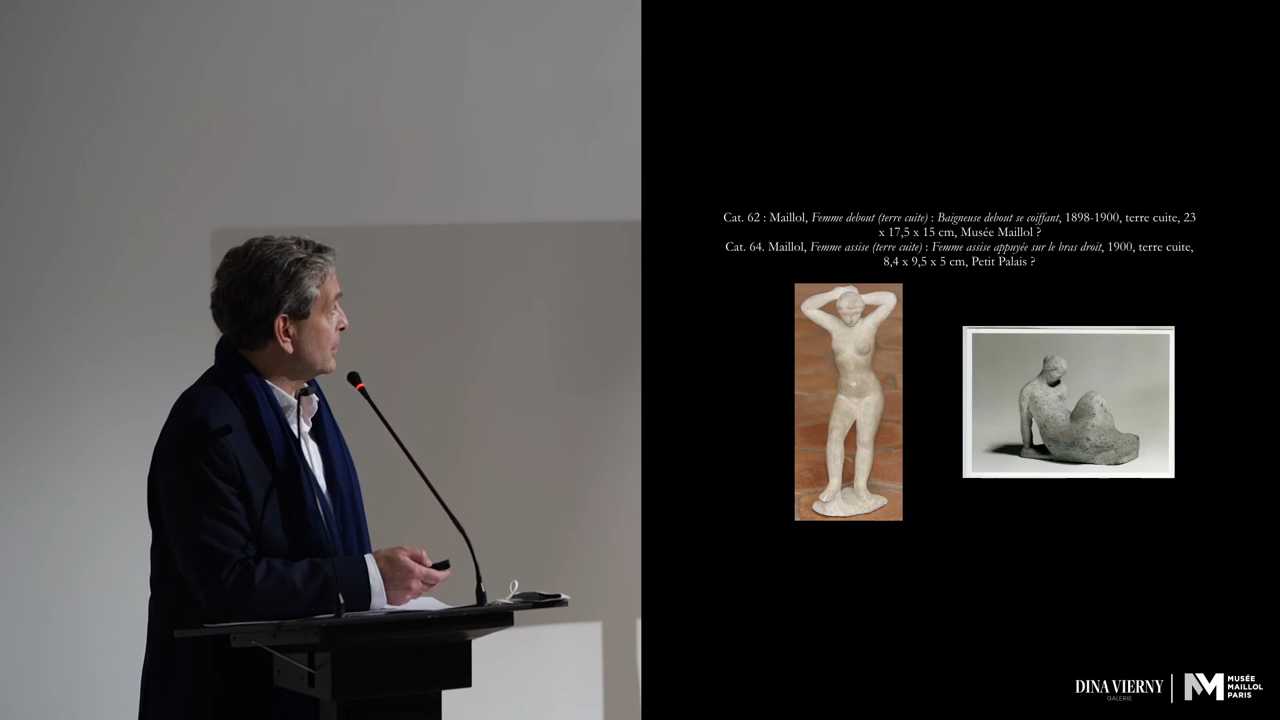 Cat. 62 : Maillol, Femme debout (terre cuite) : Baigneuse debout se coiffant, 1898-1900, terre cuite, 23
x 17,5 x 15 cm, Musée Maillol ?
Cat. 64. Maillol, Femme assise (terre cuite) : Femme assise appuyée sur le bras droit, 1900, terre cuite,
8,4 x 9,5 x 5 cm, Petit Palais ?
DINA VIERNY
GALERIE
MUSÉE
MAILLOL
PARIS